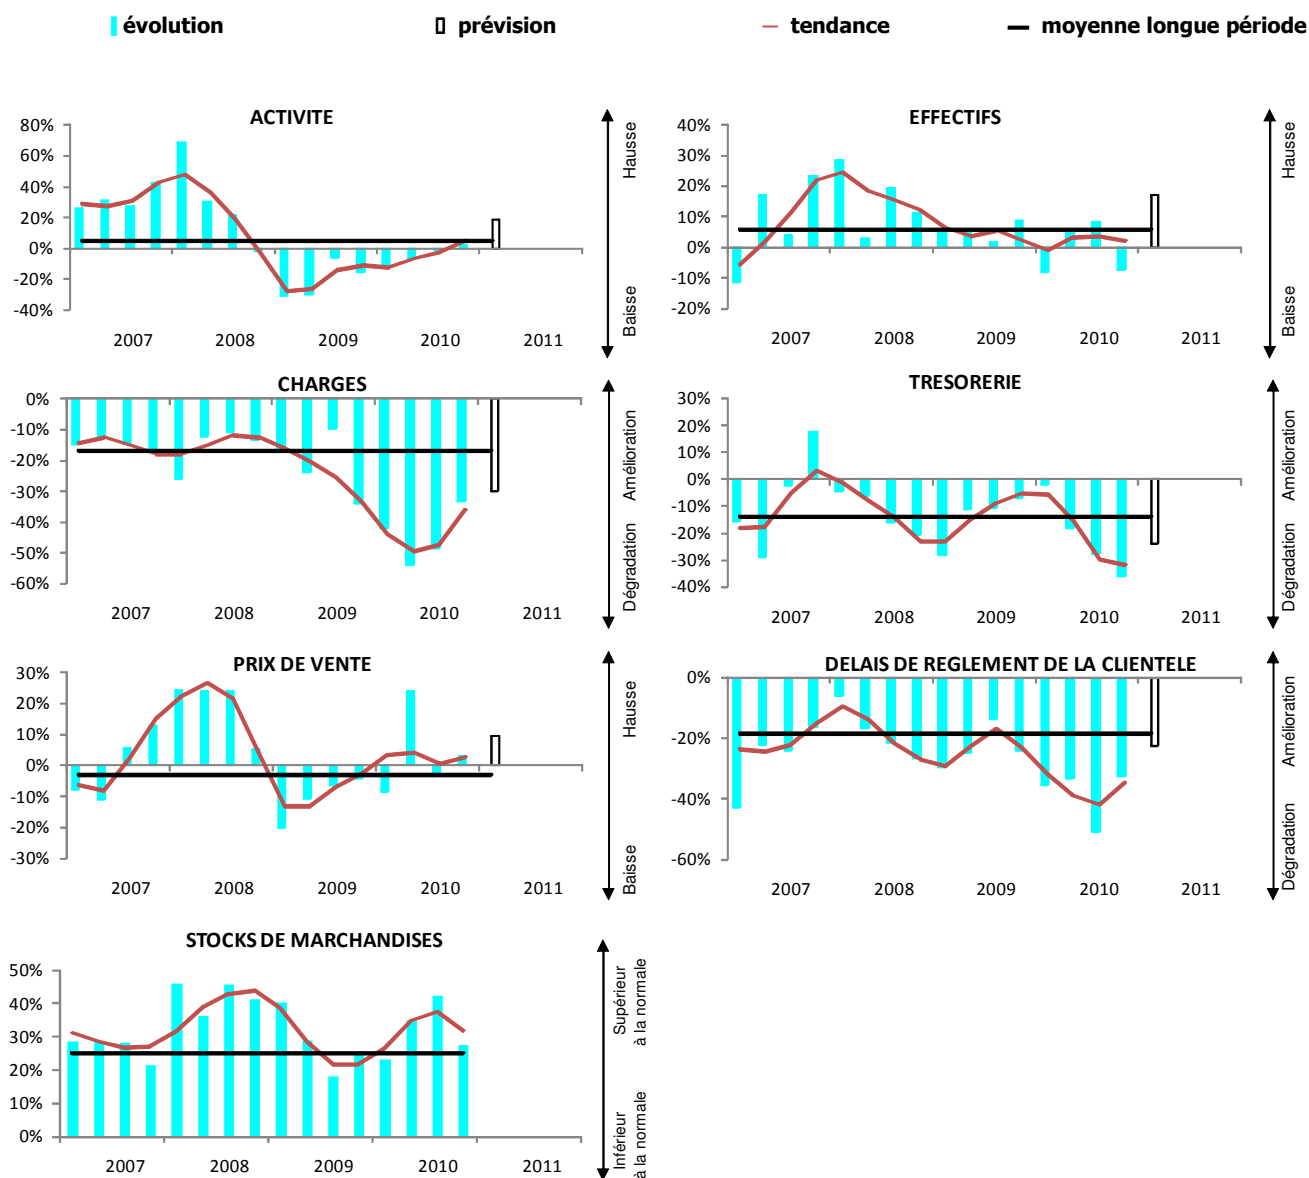 évolution prévision tendance moyenne longue période
ACTIVITE
80%
60%
40%
20%
0%
-20%
-40%
2007 2008 2009 2010 2011
Hausse
Baisse
EFFECTIFS
40%
30%
20%
10%
0%
-10%
-20%
2007 2008 2009 2010 2011
Hausse
Baisse
CHARGES
0%
-10%
-20%
-30%
-40%
-50%
-60%
2007 2008 2009 2010 2011
Amélioration
Dégradation
TRESORERIE
30%
20%
10%
0%
-10%
-20%
-30%
-40%
2007 2008 2009 2010 2011
Amélioration
Dégradation
PRIX DE VENTE
30%
20%
10%
0%
-10%
-20%
-30%
2007 2008 2009 2010 2011
Hausse
Baisse
DELAIS DE REGLEMENT DE LA CLIENTELE
0%
-20%
-40%
-60%
2007 2008 2009 2010 2011
Amélioration
Dégradation
STOCKS DE MARCHANDISES
50%
40%
30%
20%
10%
0%
2007 2008 2009 2010 2011
Supérieur
à la normale
Inférieur
à la normale